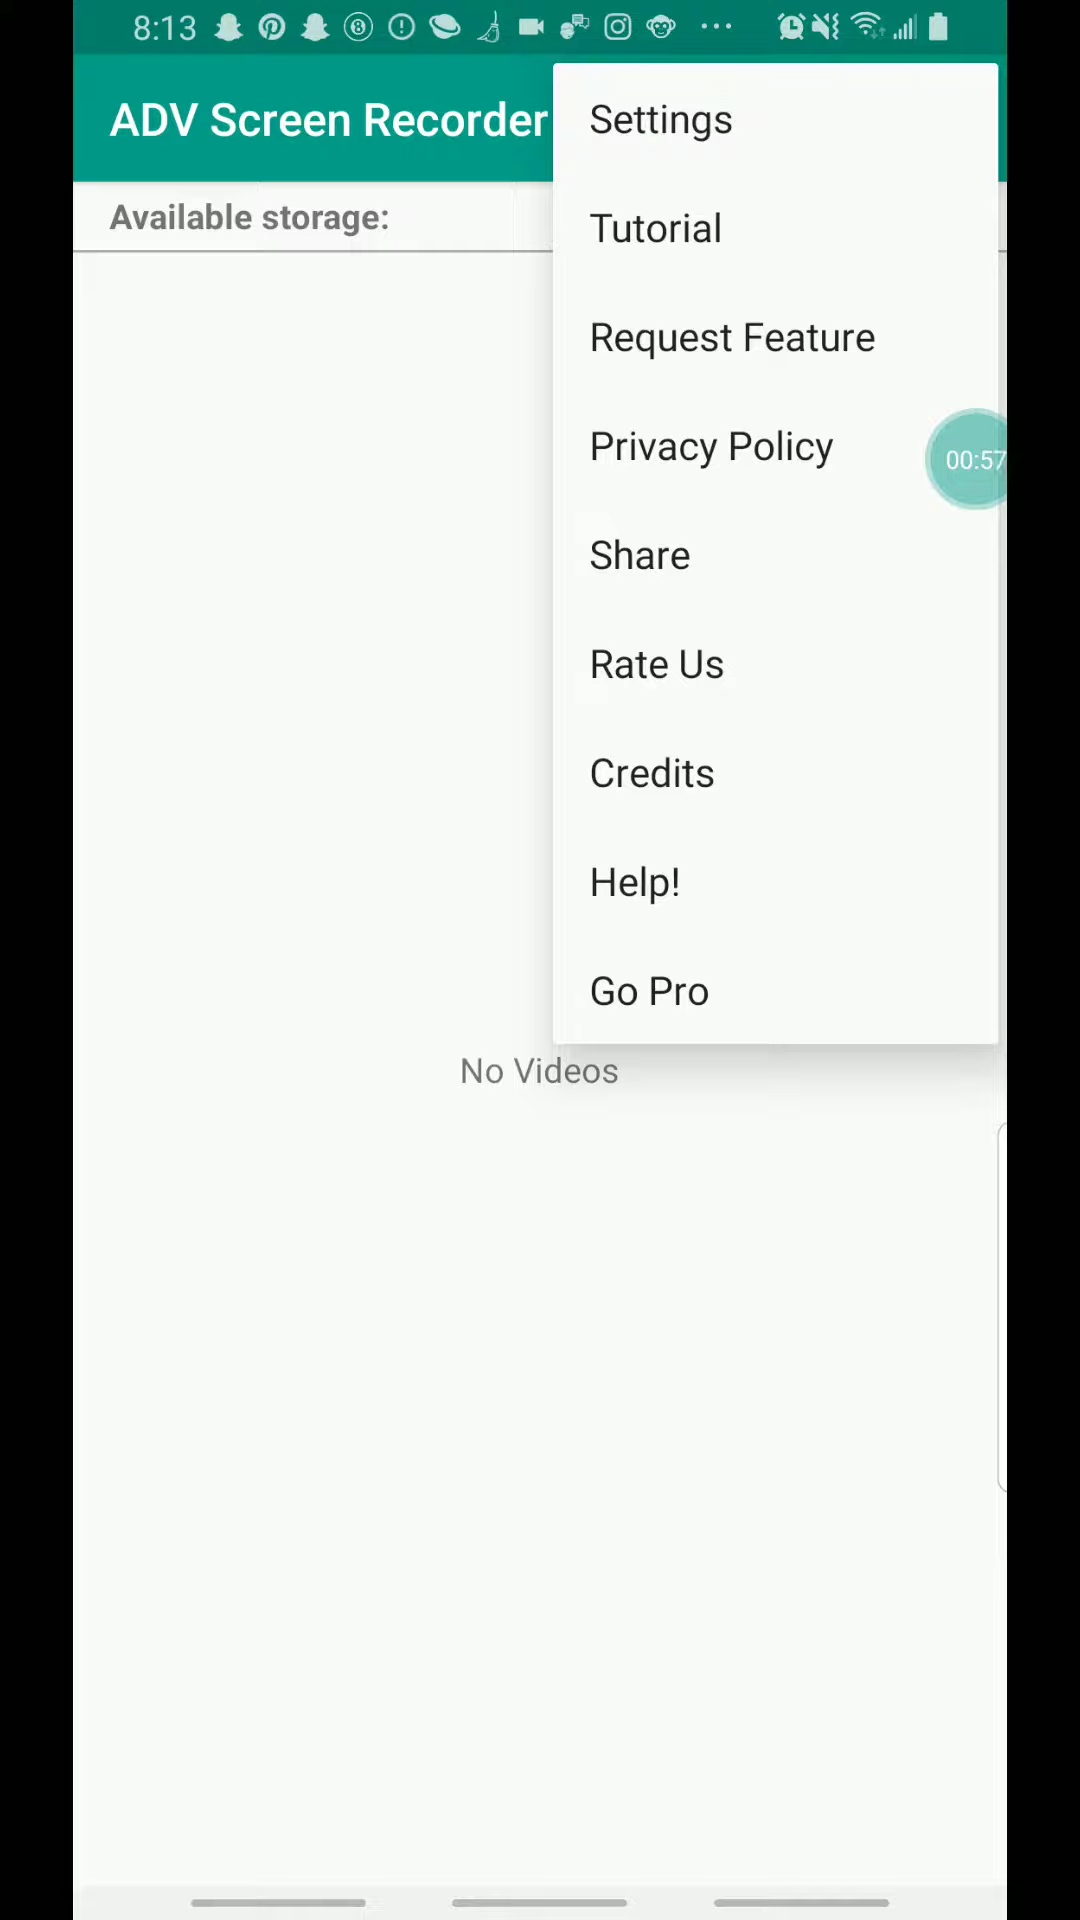 8:13
ADV Screen Recorder
Settings
Available storage:
Tutorial
Request Feature
Privacy Policy
00:57
Share
Rate Us
Credits
Help!
Go Pro
No Videos